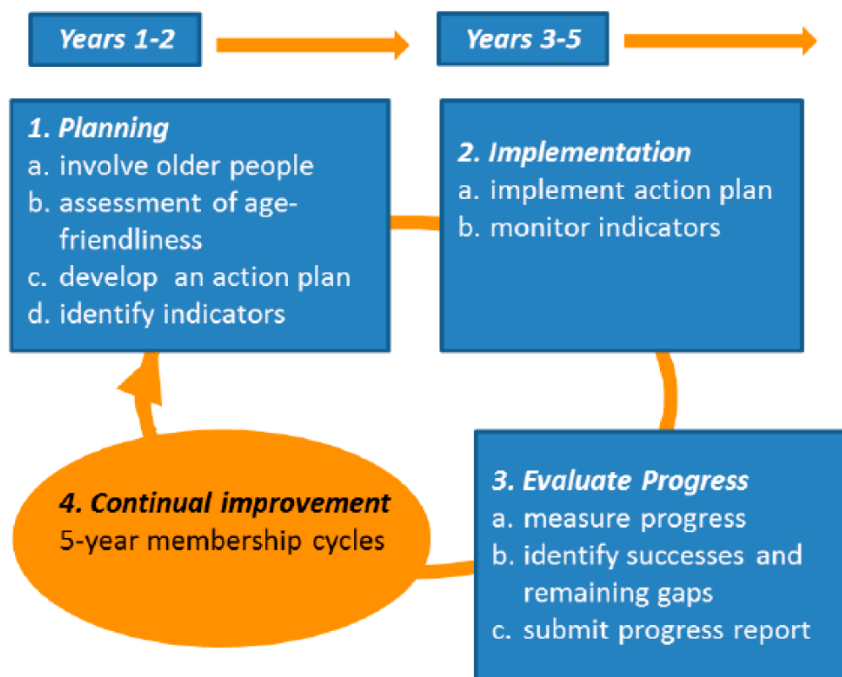 Years 1-2
Years 3-5
1. Planning
a. involve older people
b. assessment of age-
friendliness
c. develop an action plan
d. identify indicators
2. Implementation
a. implement action plan
b. monitor indicators
3. Evaluate Progress
a. measure progress
b. identify successes and
remaining gaps
c. submit progress report
4. Continual improvement
5-year membership cycles